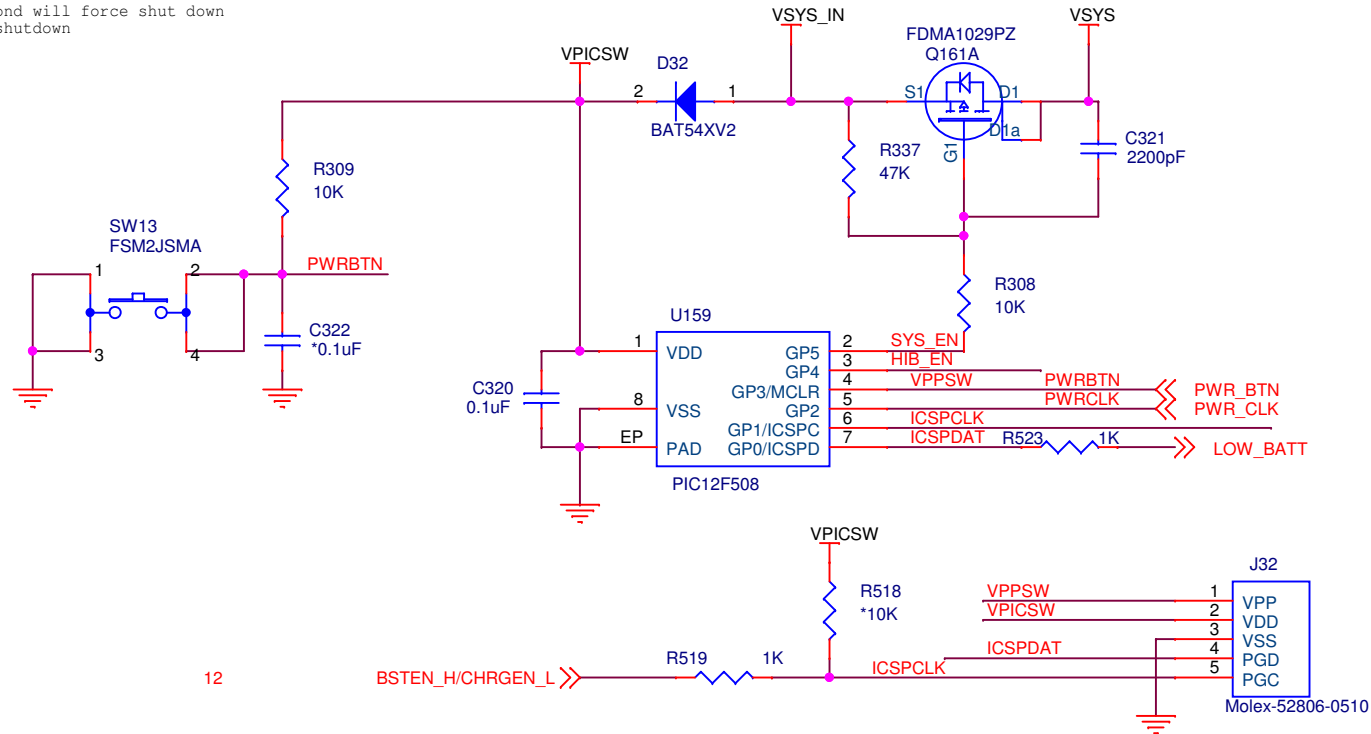 ond will force shut down
shutdown
VSYS_IN
VSYS
FDMA1029PZ
Q161A
VPICSW
D32
2
1
BAT54XV2
S1
D1
D1a
G1
C321
2200pF
R337
47K
R309
10K
SW13
FSM2JSMA
1
2
3
4
PWRBTN
C322
*0.1uF
R308
10K
U159
C320
0.1uF
1
VDD
8
VSS
EP
PAD
GP5
2
SYS_EN
GP4
3
HIB_EN
GP3/MCLR
4
VPPSW
PWRBTN
PWR_BTN
GP2
5
PWRCLK
PWR_CLK
GP1/ICSPC
6
ICSPCLK
GP0/ICSPD
7
ICSPDAT
R523
1K
LOW_BATT
PIC12F508
VPICSW
R518
*10K
J32
VPPSW
1
VPP
VPICSW
2
VDD
3
VSS
ICSPDAT
4
PGD
ICSPCLK
5
PGC
Molex-52806-0510
12
BSTEN_H/CHRGEN_L
R519
1K